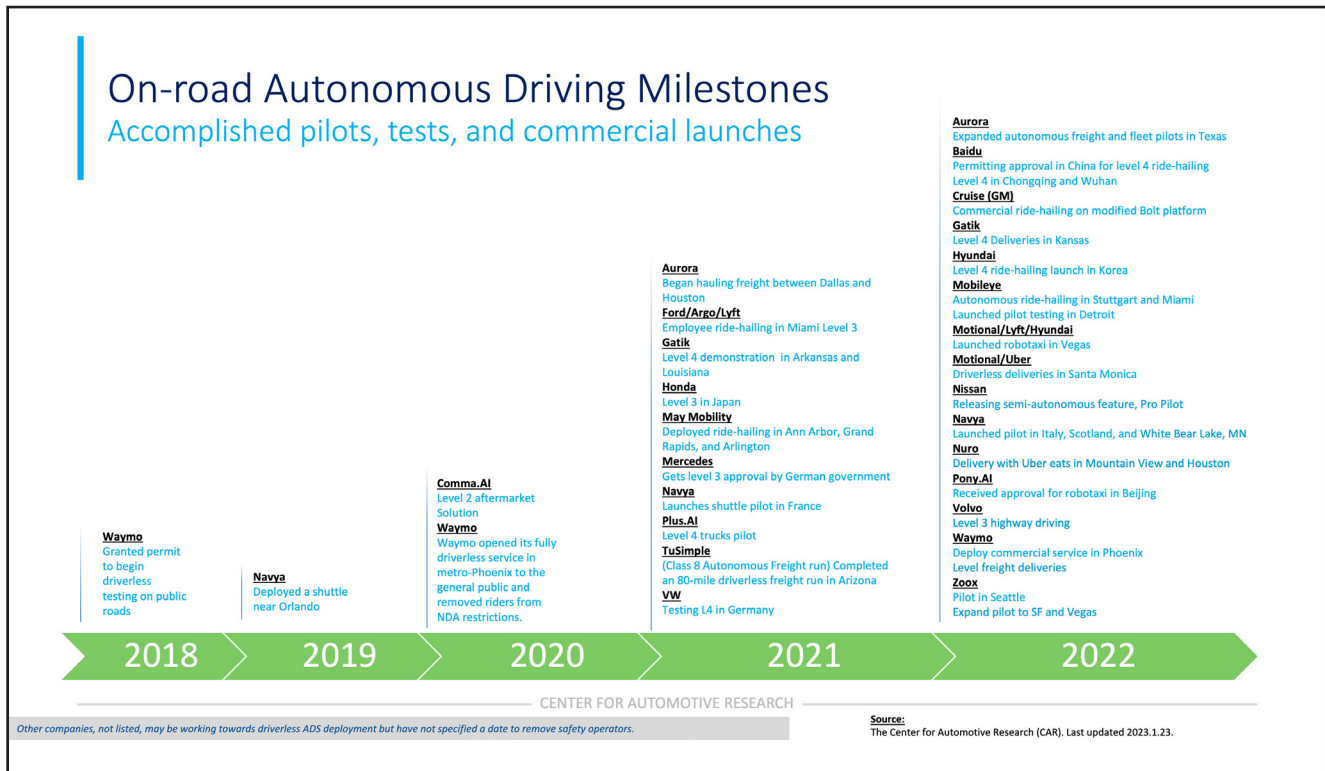 On-road Autonomous Driving Milestones
Accomplished pilots, tests, and commercial launches
Waymo
Granted permit
to begin
driverless
testing on public
roads
Navya
Deployed a shuttle
near Orlando
Comma.AI
Level 2 aftermarket
Solution
Waymo
Waymo opened its fully
driverless service in
metro-Phoenix to the
general public and
removed riders from
NDA restrictions.
Aurora
Began hauling freight between Dallas and
Houston
Ford/Argo/Lyft
Employee ride-hailing in Miami Level 3
Gatik
Level 4 demonstration in Arkansas and
Louisiana
Honda
Level 3 in Japan
May Mobility
Deployed ride-hailing in Ann Arbor, Grand
Rapids, and Arlington
Mercedes
Gets level 3 approval by German government
Navya
Launches shuttle pilot in France
Plus.AI
Level 4 trucks pilot
TuSimple
(Class 8 Autonomous Freight run) Completed
an 80-mile driverless freight run in Arizona
VW
Testing L4 in Germany
Aurora
Expanded autonomous freight and fleet pilots in Texas
Baidu
Permitting approval in China for level 4 ride-hailing
Level 4 in Chongqing and Wuhan
Cruise (GM)
Commercial ride-hailing on modified Bolt platform
Gatik
Level 4 Deliveries in Kansas
Hyundai
Level 4 ride-hailing launch in Korea
Mobileye
Autonomous ride-hailing in Stuttgart and Miami
Launched pilot testing in Detroit
Motional/Lyft/Hyundai
Launched robotaxi in Vegas
Motional/Uber
Driverless deliveries in Santa Monica
Nissan
Releasing semi-autonomous feature, Pro Pilot
Navya
Launched pilot in Italy, Scotland, and White Bear Lake, MN
Nuro
Delivery with Uber eats in Mountain View and Houston
Pony.AI
Received approval for robotaxi in Beijing
Volvo
Level 3 highway driving
Waymo
Deploy commercial service in Phoenix
Level freight deliveries
Zoox
Pilot in Seattle
Expand pilot to SF and Vegas
2018
2019
2020
2021
2022
CENTER FOR AUTOMOTIVE RESEARCH
Other companies, not listed, may be working towards driverless ADS deployment but have not specified a date to remove safety operators.
Source:
The Center for Automotive Research (CAR). Last updated 2023.1.23.